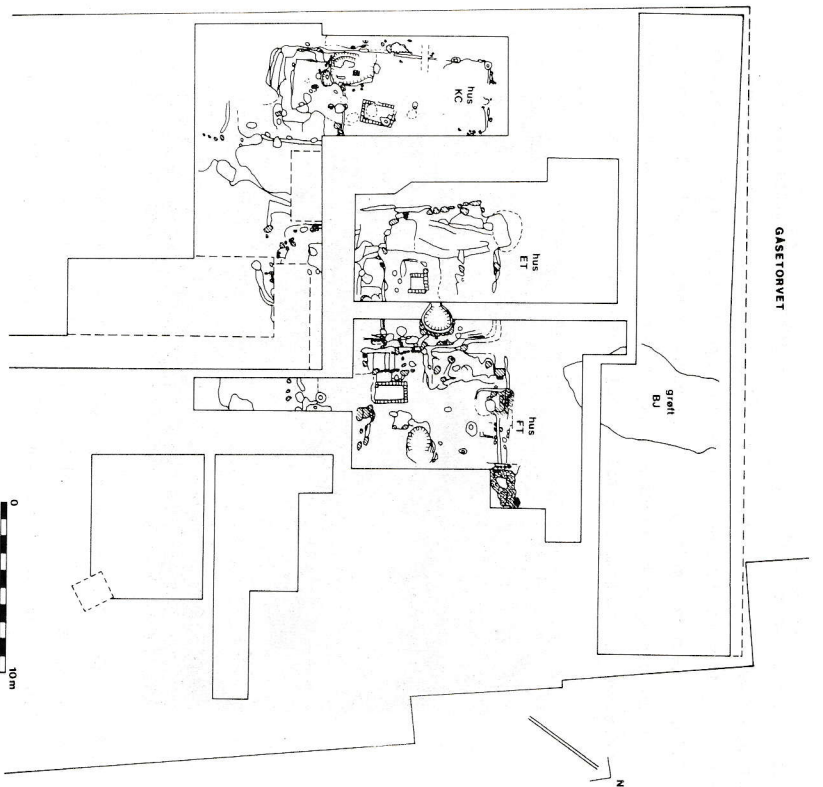 GÅSETORVET
hus
KC
hus
ET
hus
FT
grøft
BJ
0
10 m
N